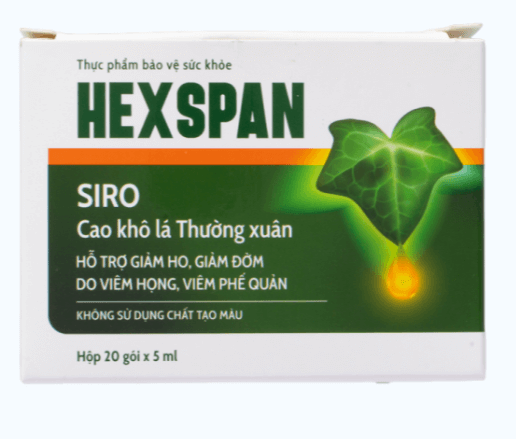 Thực phẩm bảo vệ sức khỏe
HEXSPAN
SIRO
Cao khô lá Thường xuân
HỖ TRỢ GIẢM HO, GIẢM ĐỜM
DO VIÊM HỌNG, VIÊM PHẾ QUẢN
KHÔNG SỬ DỤNG CHẤT TẠO MÀU
Hộp 20 gói x 5 ml